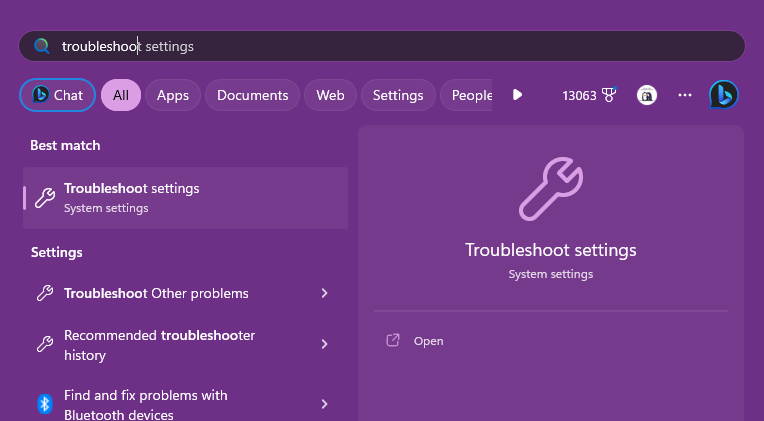 troubleshoot settings
Chat
All
Apps
Documents
Web
Settings
People
13063
Best match
Troubleshoot settings
System settings
Settings
Troubleshoot Other problems
Recommended troubleshooter
history
Find and fix problems with
Bluetooth devices
Troubleshoot settings
System settings
Open